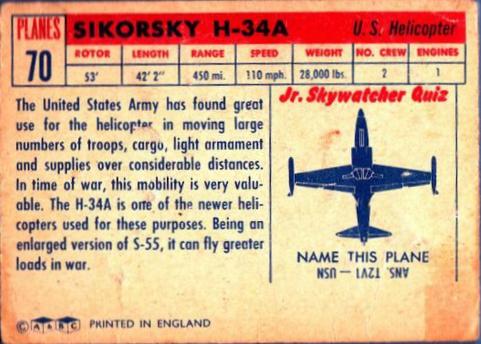 PLANES
70
SIKORSKY H-34A
U. S. Helicopter
ROTOR LENGTH RANGE SPEED WEIGHT NO. CREW ENGINES
53' 42' 2" 450 mi. 110 mph. 28,000 lbs. 2 1
The United States Army has found great
use for the helicopter in moving large
numbers of troops, cargo, light armament
and supplies over considerable distances.
In time of war, this mobility is very valu-
able. The H-34A is one of the newer heli-
copters used for these purposes. Being an
enlarged version of S-55, it can fly greater
loads in war.
Jr. Skywatcher Quiz
NAME THIS PLANE
ANS. T2V1 — USN
© A & BC PRINTED IN ENGLAND